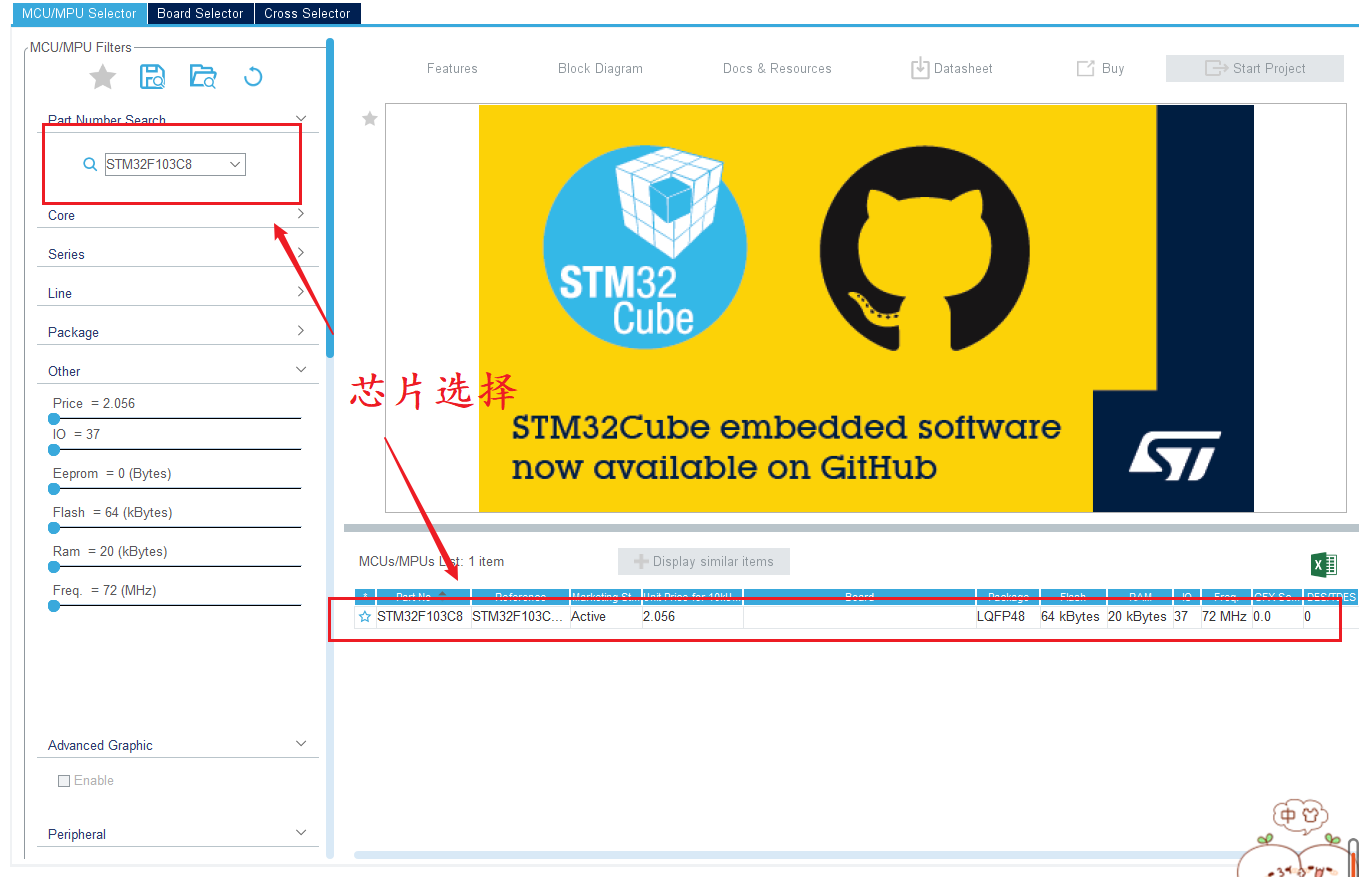 MCU/MPU Selector Board Selector Cross Selector
MCU/MPU Filters
Features Block Diagram Docs & Resources Datasheet Buy Start Project
Part Number Search
STM32F103C8
Core
Series
Line
Package
Other
Price = 2.056
IO = 37
Eeprom = 0 (Bytes)
Flash = 64 (kBytes)
Ram = 20 (kBytes)
Freq. = 72 (MHz)
Advanced Graphic
Enable
Peripheral
STM32
Cube
芯片选择
STM32Cube embedded software
now available on GitHub
ST
MCUs/MPUs List: 1 item
Display similar items
X
* Part No Reference Marketing St... Unit Price for 10kU... Board Package Flash RAM IO Freq. GFX Sc... DES/TDES
STM32F103C8 STM32F103C... Active 2.056 LQFP48 64 kBytes 20 kBytes 37 72 MHz 0.0 0
中